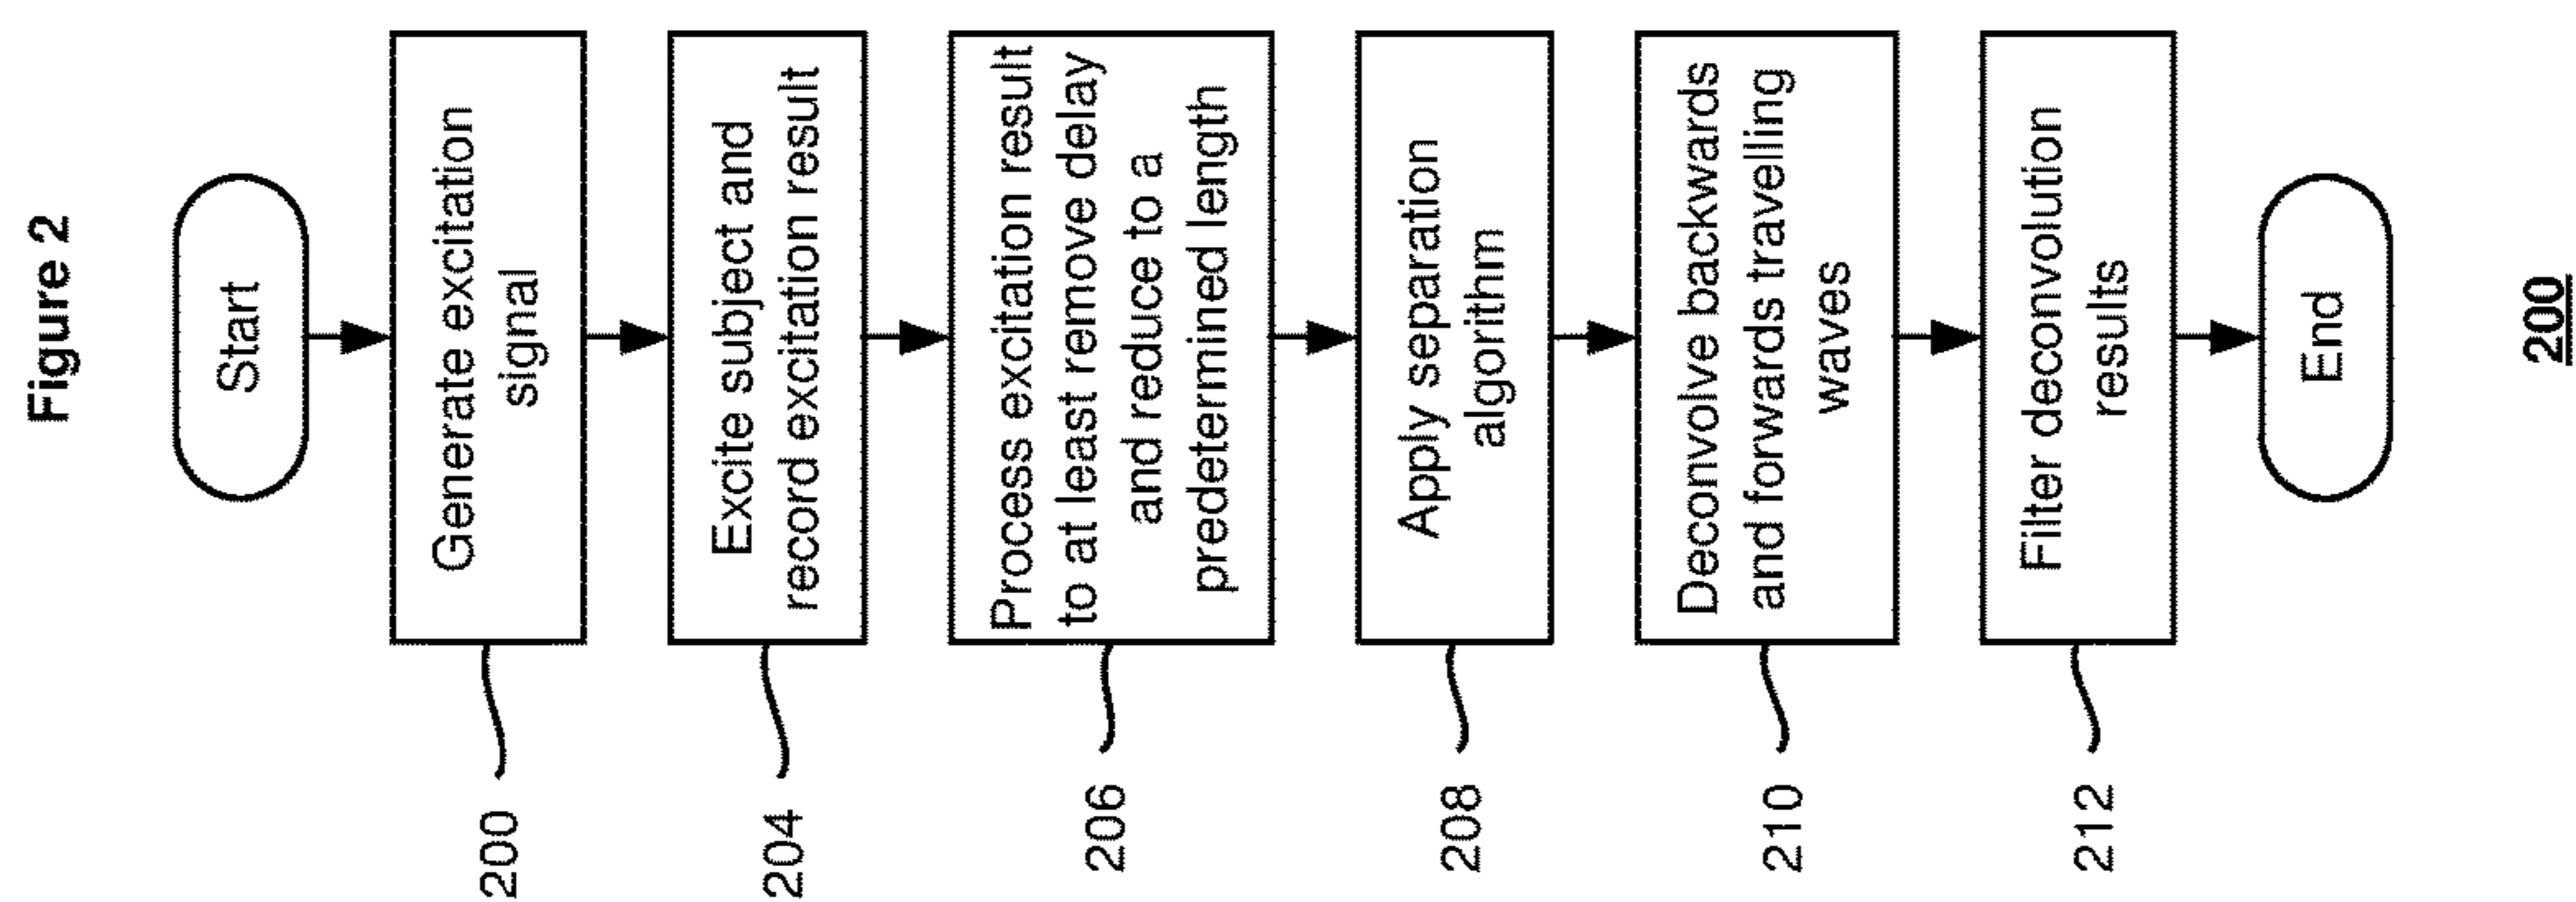 Figure 2
Start
Generate excitation
signal
200
Excite subject and
record excitation result
204
Process excitation result
to at least remove delay
and reduce to a
predetermined length
206
Apply separation
algorithm
208
Deconvolve backwards
and forwards travelling
waves
210
Filter deconvolution
results
212
End
200